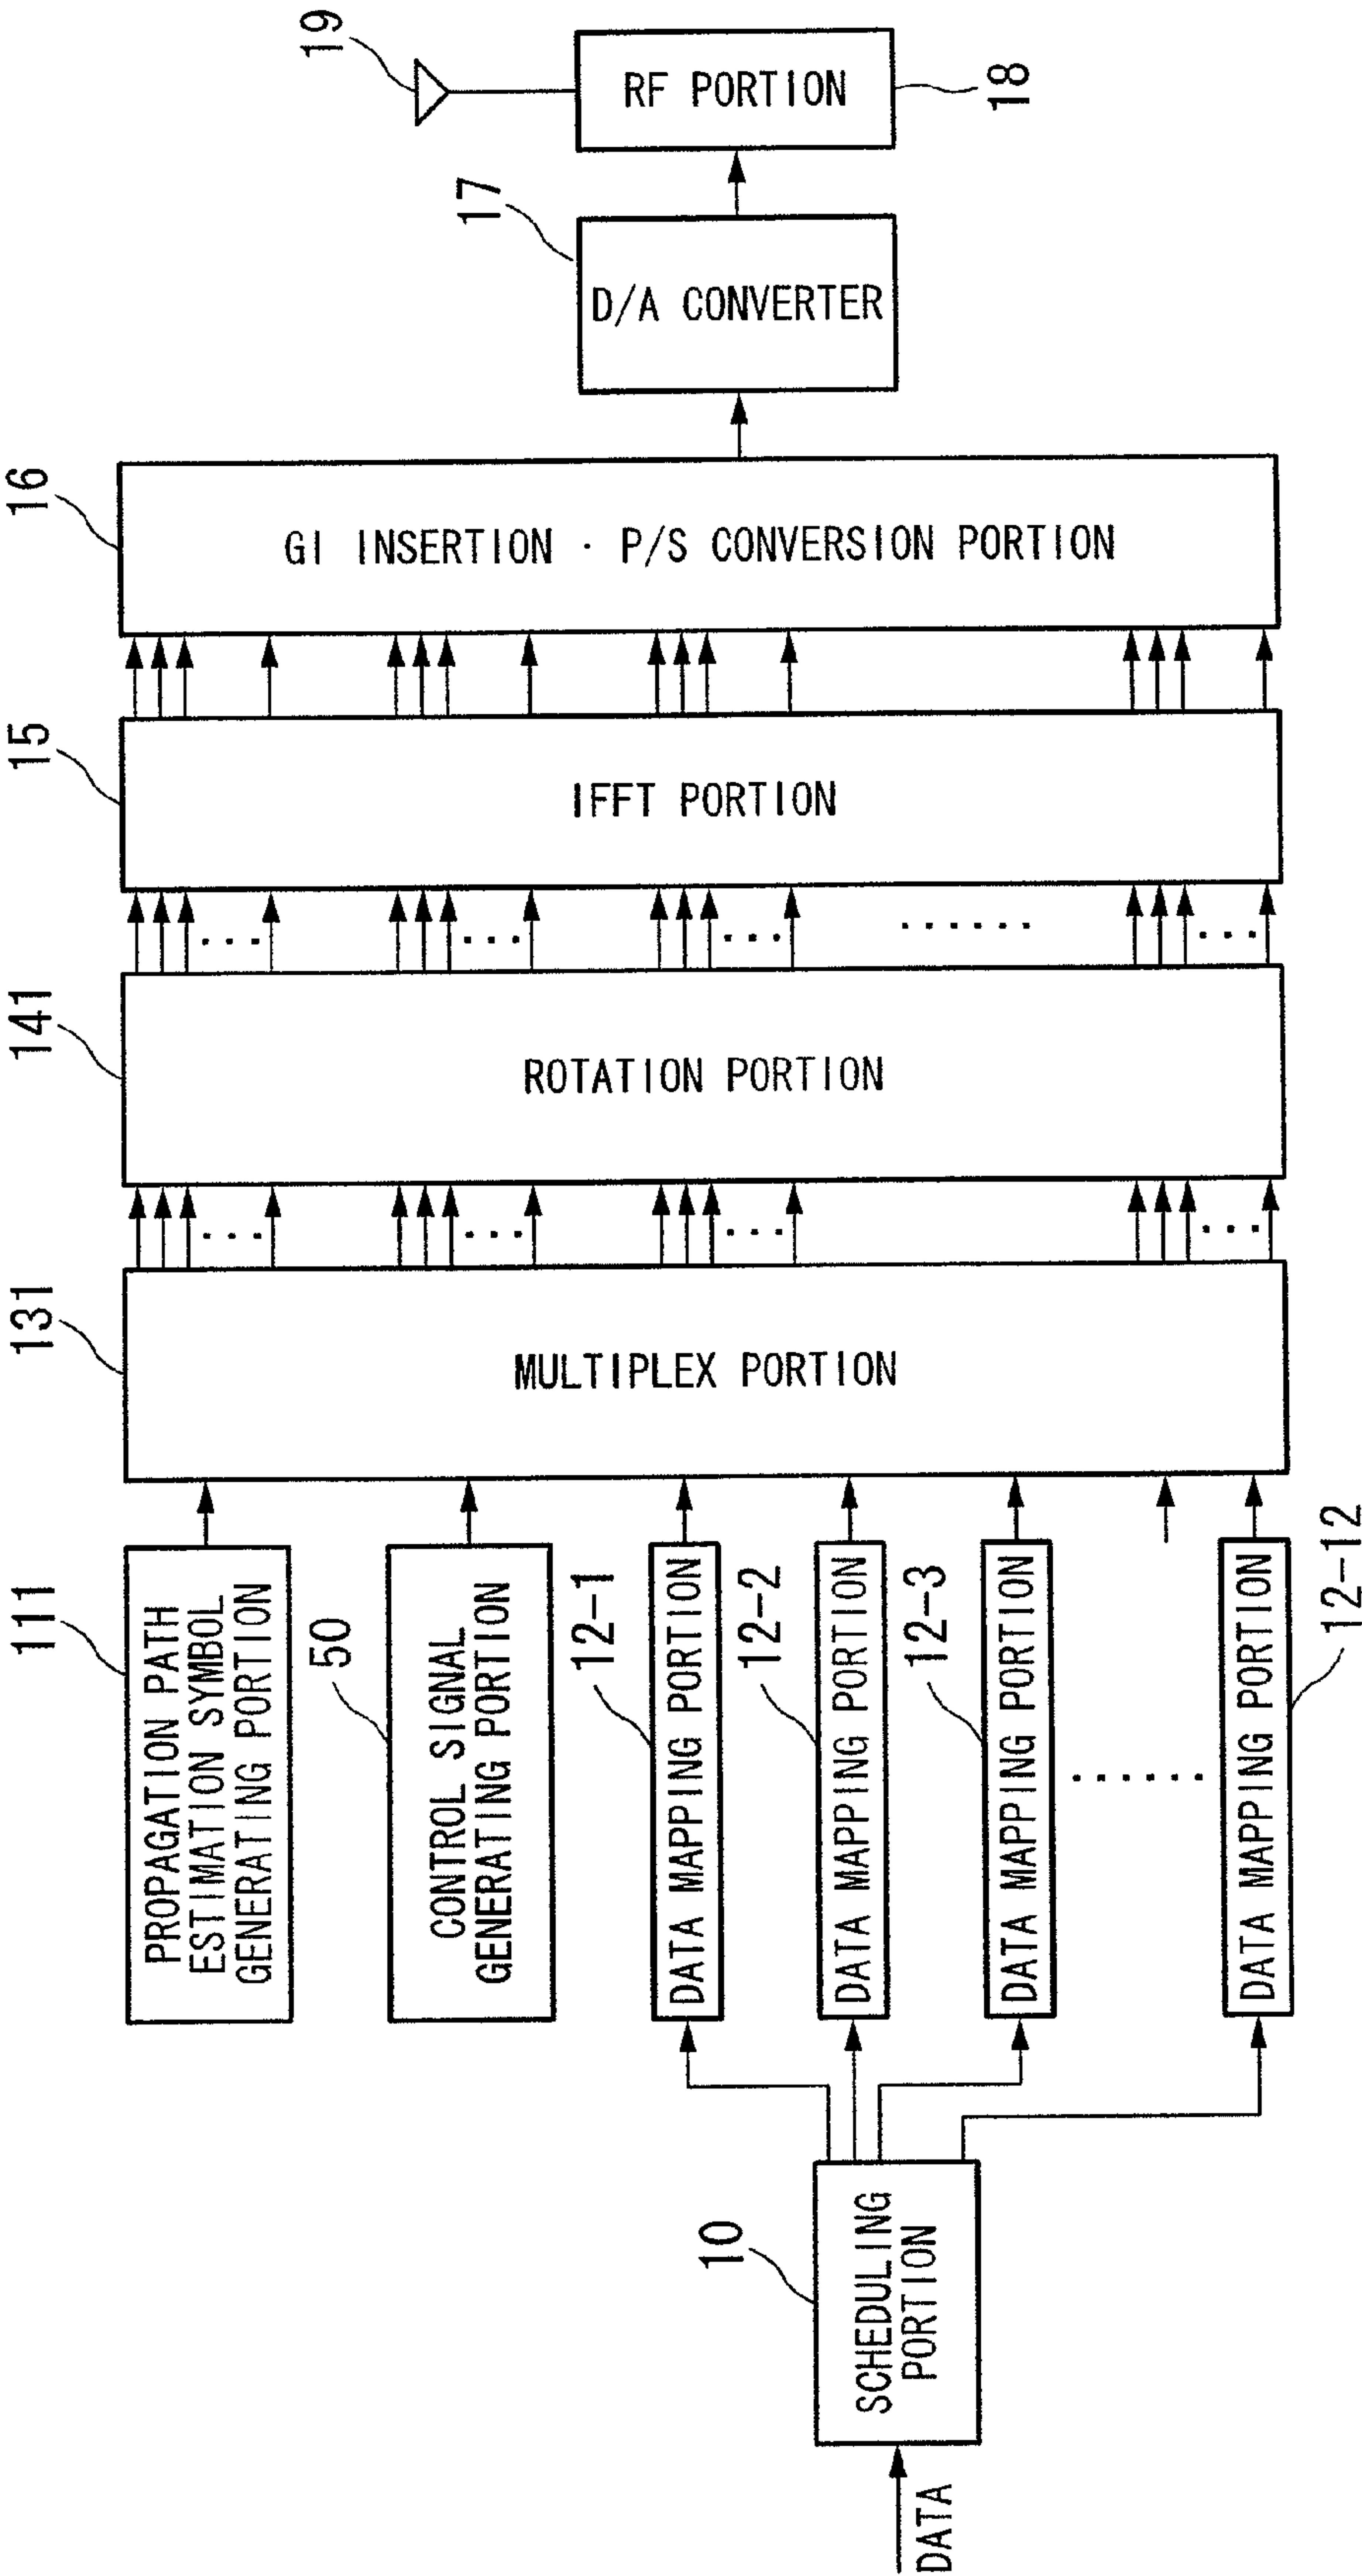 111
PROPAGATION PATH
ESTIMATION SYMBOL
GENERATING PORTION
50
CONTROL SIGNAL
GENERATING PORTION
12-1
DATA MAPPING PORTION
12-2
DATA MAPPING PORTION
12-3
DATA MAPPING PORTION
12-12
DATA MAPPING PORTION
10
SCHEDULING
PORTION
DATA
131
MULTIPLEX PORTION
141
ROTATION PORTION
15
IFFT PORTION
16
GI INSERTION · P/S CONVERSION PORTION
17
D/A CONVERTER
18
RF PORTION
19